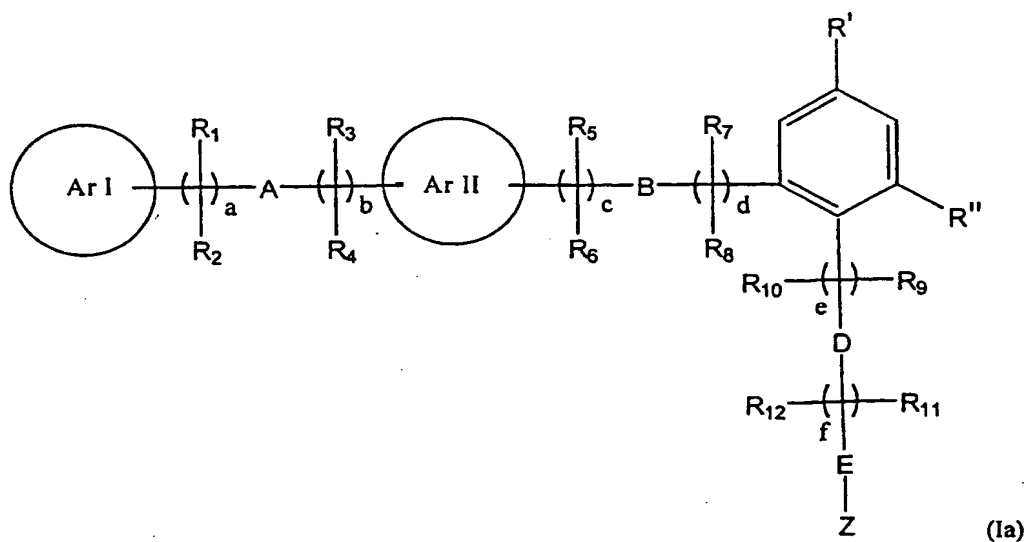 R'
R₁ R₃ R₅ R₇
Ar I ( )a A ( )b Ar II ( )c B ( )d
R₂ R₄ R₆ R₈ R"
R₁₀ ( )e R₉
D
R₁₂ ( )f R₁₁
E
Z (Ia)